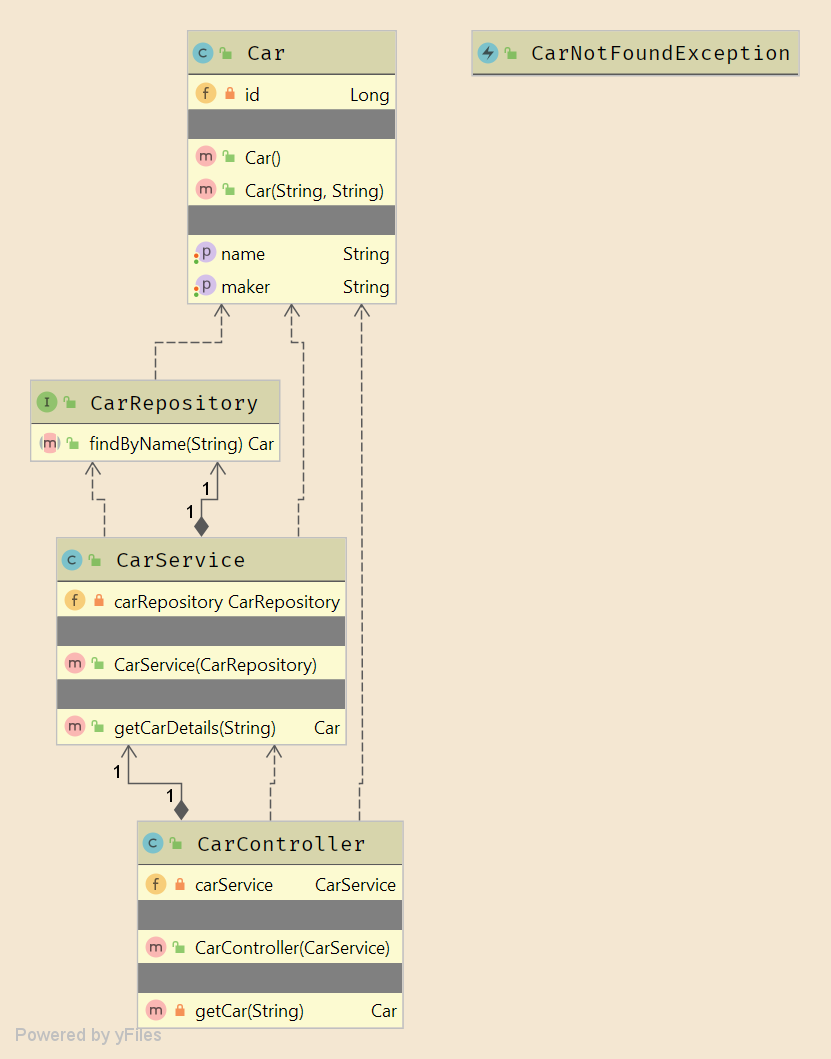 Car
id Long
Car()
Car(String, String)
name String
maker String
CarNotFoundException
CarRepository
findByName(String) Car
1
1
CarService
carRepository CarRepository
CarService(CarRepository)
getCarDetails(String) Car
1
1
CarController
carService CarService
CarController(CarService)
getCar(String) Car
Powered by yFiles